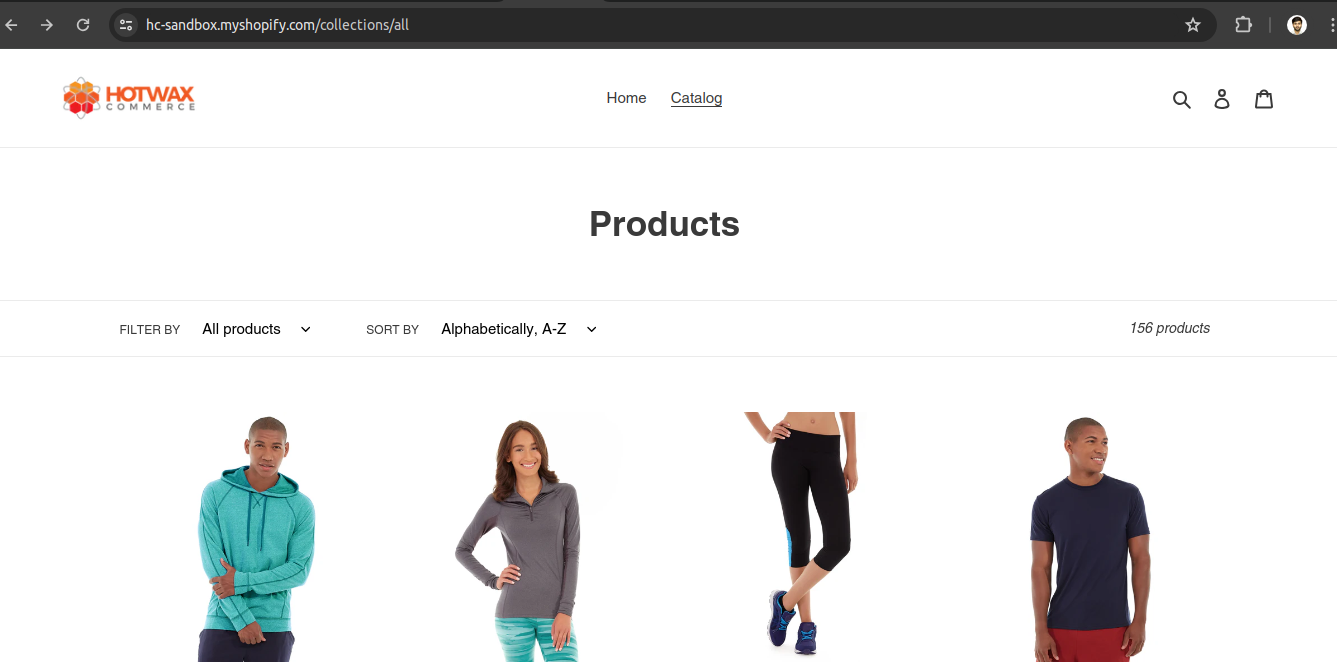 hc-sandbox.myshopify.com/collections/all
HOTWAX
COMMERCE
Home Catalog
Products
FILTER BY All products SORT BY Alphabetically, A-Z 156 products